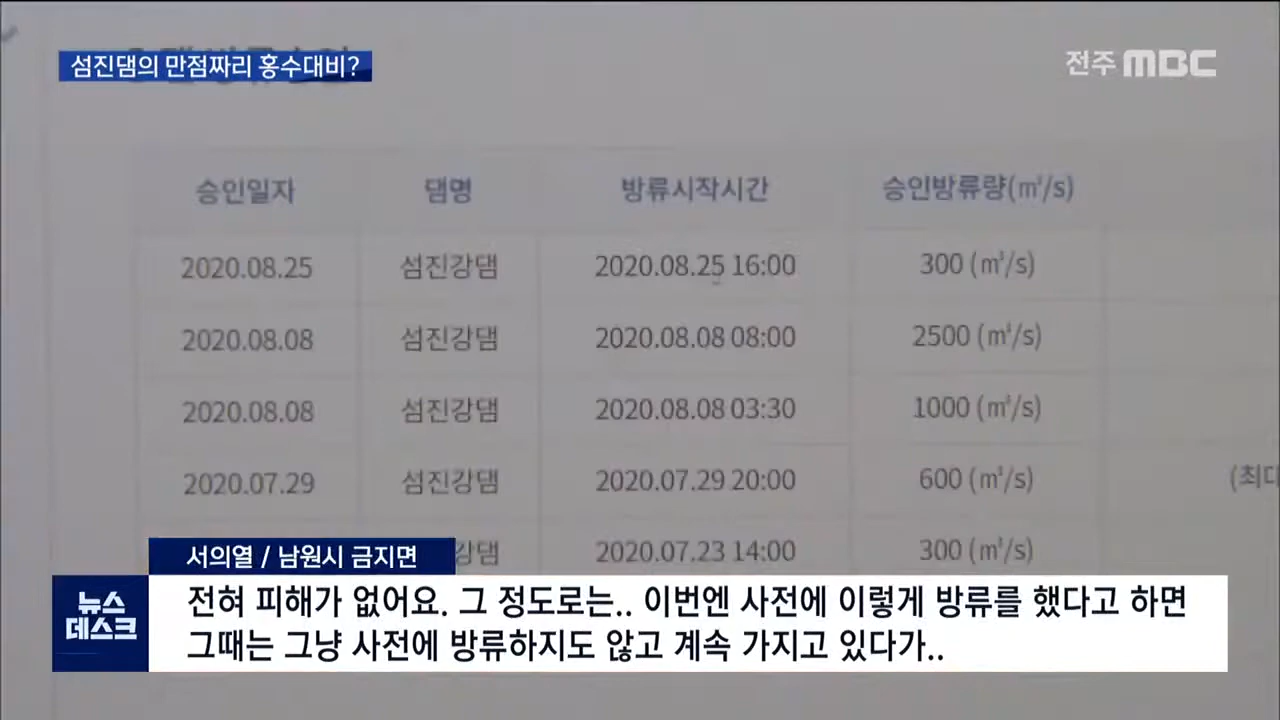 섬진댐의 만점짜리 홍수대비?
전주 MBC
승인일자 댐명 방류시작시간 승인방류량(㎥/s)
2020.08.25 섬진강댐 2020.08.25 16:00 300 (㎥/s)
2020.08.08 섬진강댐 2020.08.08 08:00 2500 (㎥/s)
2020.08.08 섬진강댐 2020.08.08 03:30 1000 (㎥/s)
2020.07.29 섬진강댐 2020.07.29 20:00 600 (㎥/s) (최대
강댐 2020.07.23 14:00 300 (㎥/s)
서의열 / 남원시 금지면
뉴스
데스크
전혀 피해가 없어요. 그 정도로는.. 이번엔 사전에 이렇게 방류를 했다고 하면
그때는 그냥 사전에 방류하지도 않고 계속 가지고 있다가..